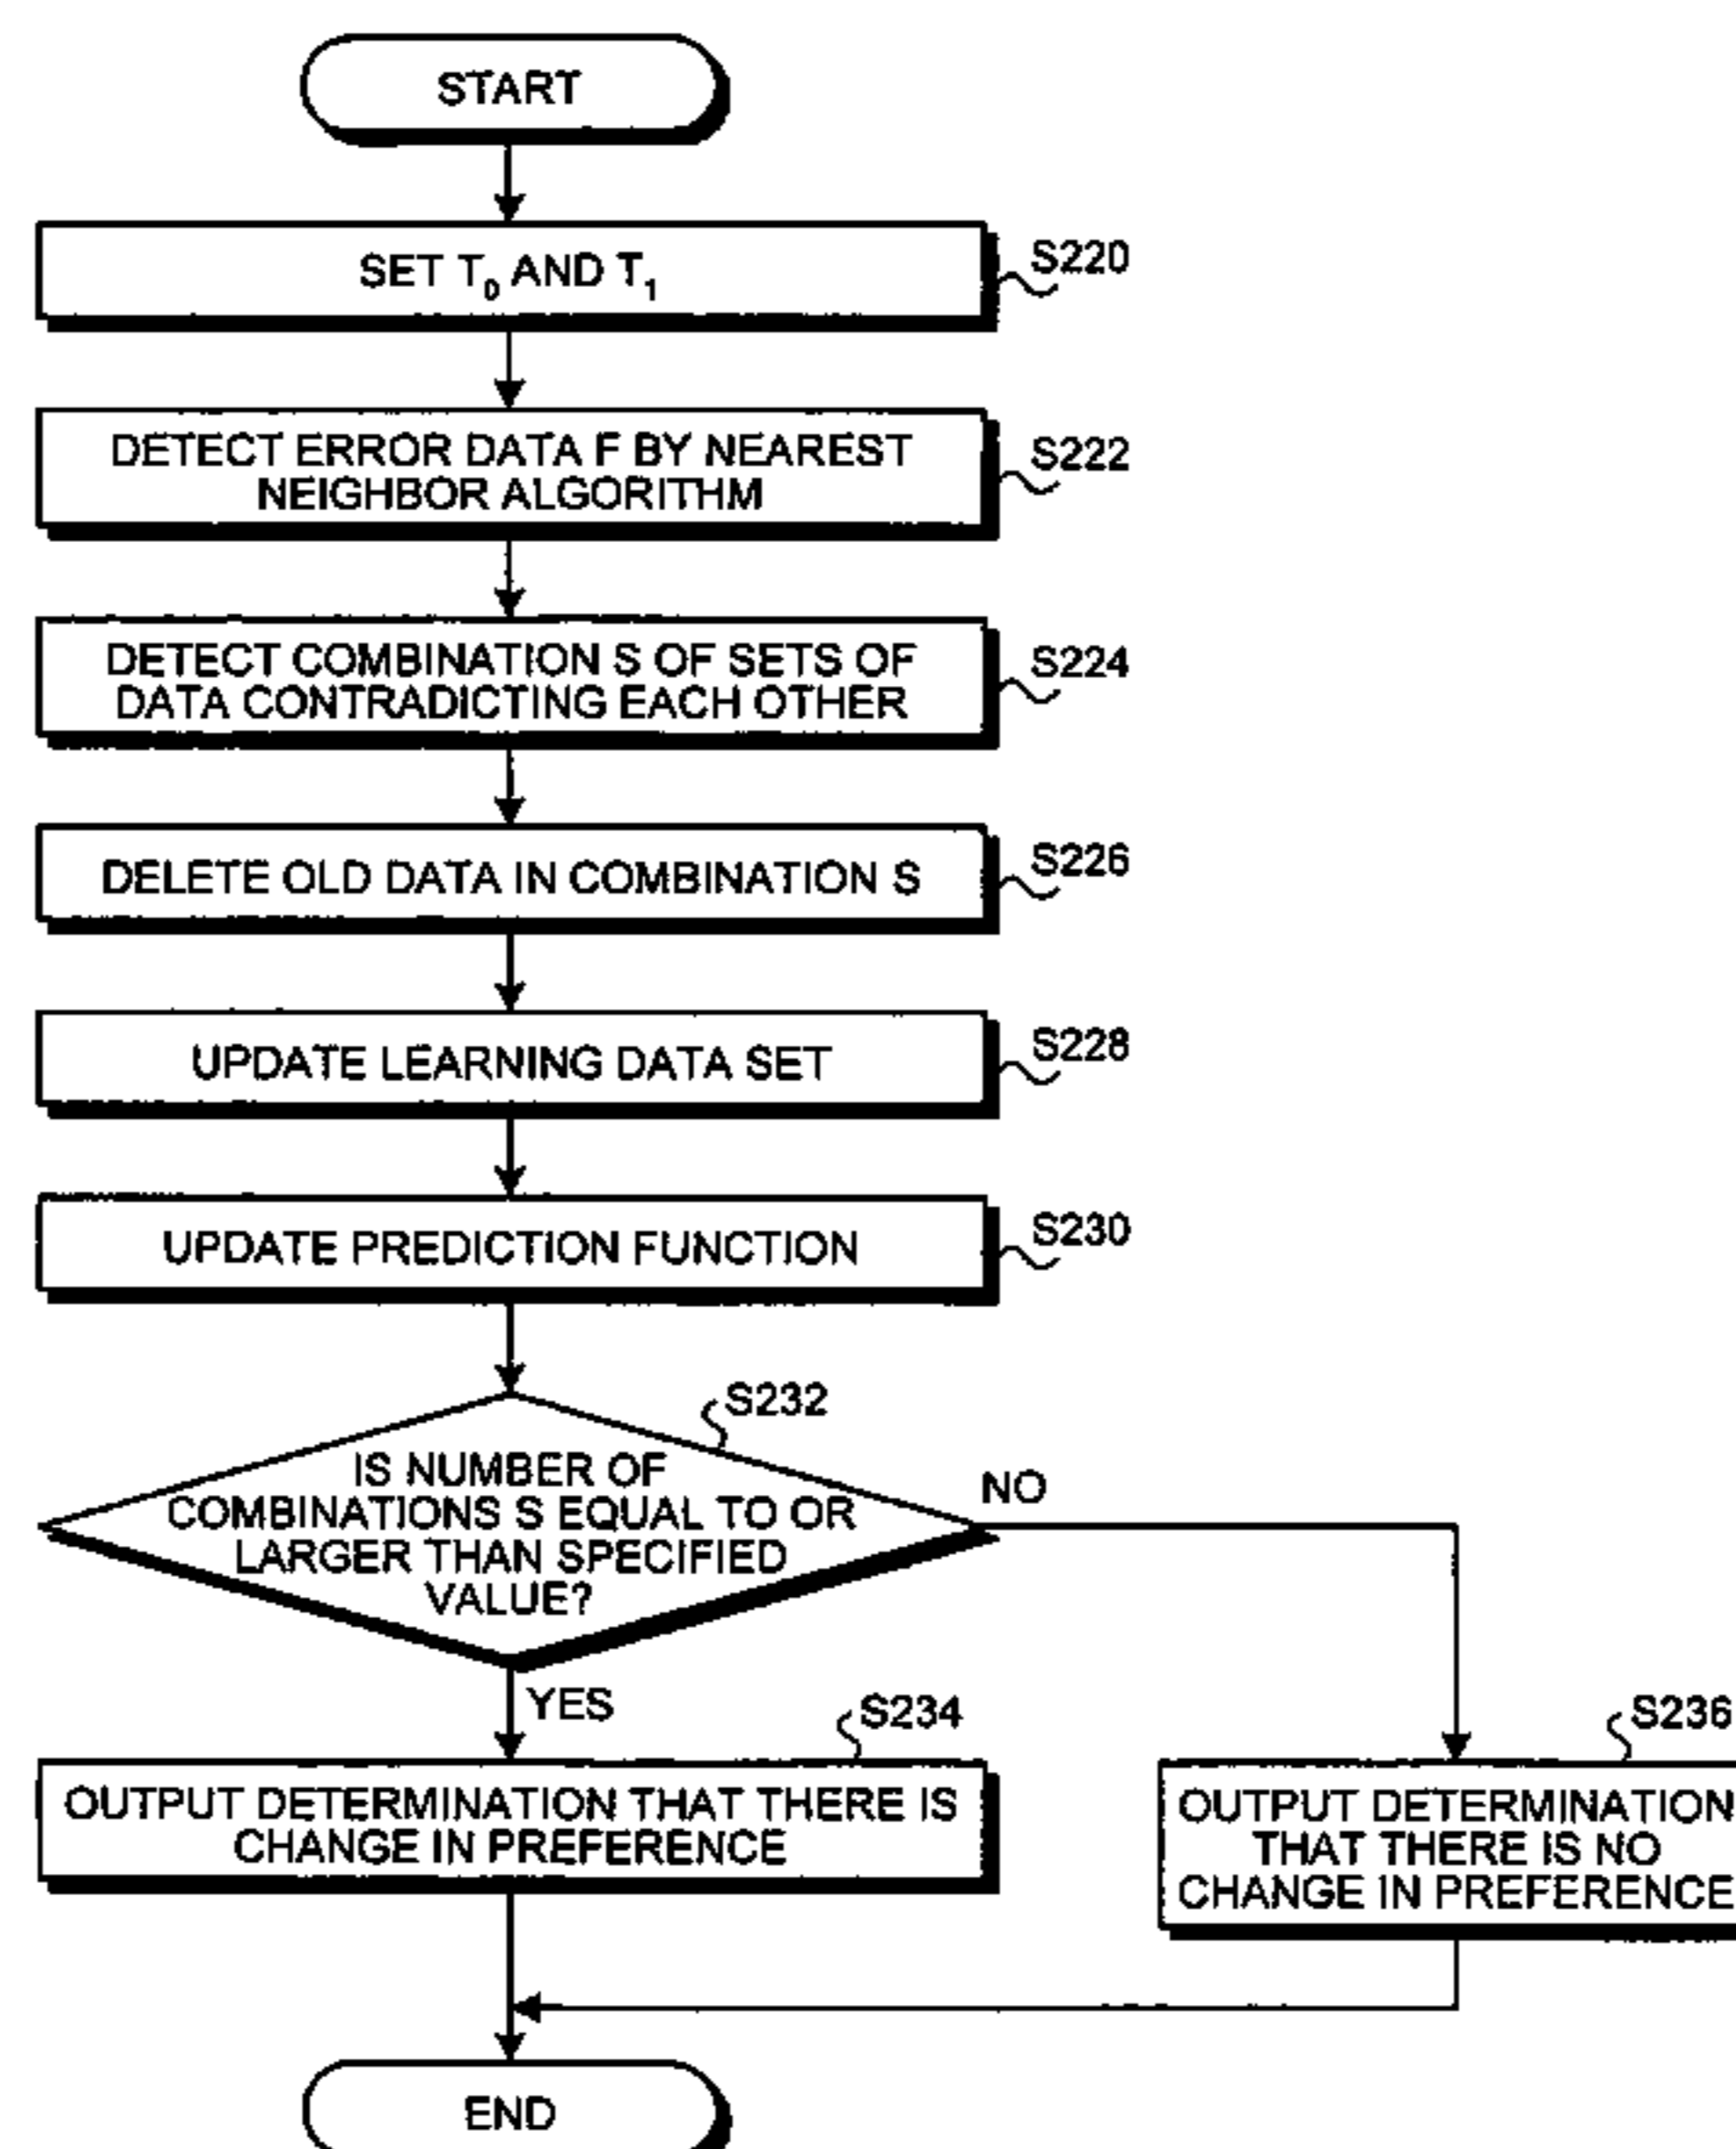 START
SET T₀ AND T₁
S220
DETECT ERROR DATA F BY NEAREST
NEIGHBOR ALGORITHM
S222
DETECT COMBINATION S OF SETS OF
DATA CONTRADICTING EACH OTHER
S224
DELETE OLD DATA IN COMBINATION S
S226
UPDATE LEARNING DATA SET
S228
UPDATE PREDICTION FUNCTION
S230
S232
IS NUMBER OF
COMBINATIONS S EQUAL TO OR
LARGER THAN SPECIFIED
VALUE?
NO
YES
S234
OUTPUT DETERMINATION THAT THERE IS
CHANGE IN PREFERENCE
S236
OUTPUT DETERMINATION
THAT THERE IS NO
CHANGE IN PREFERENCE
END